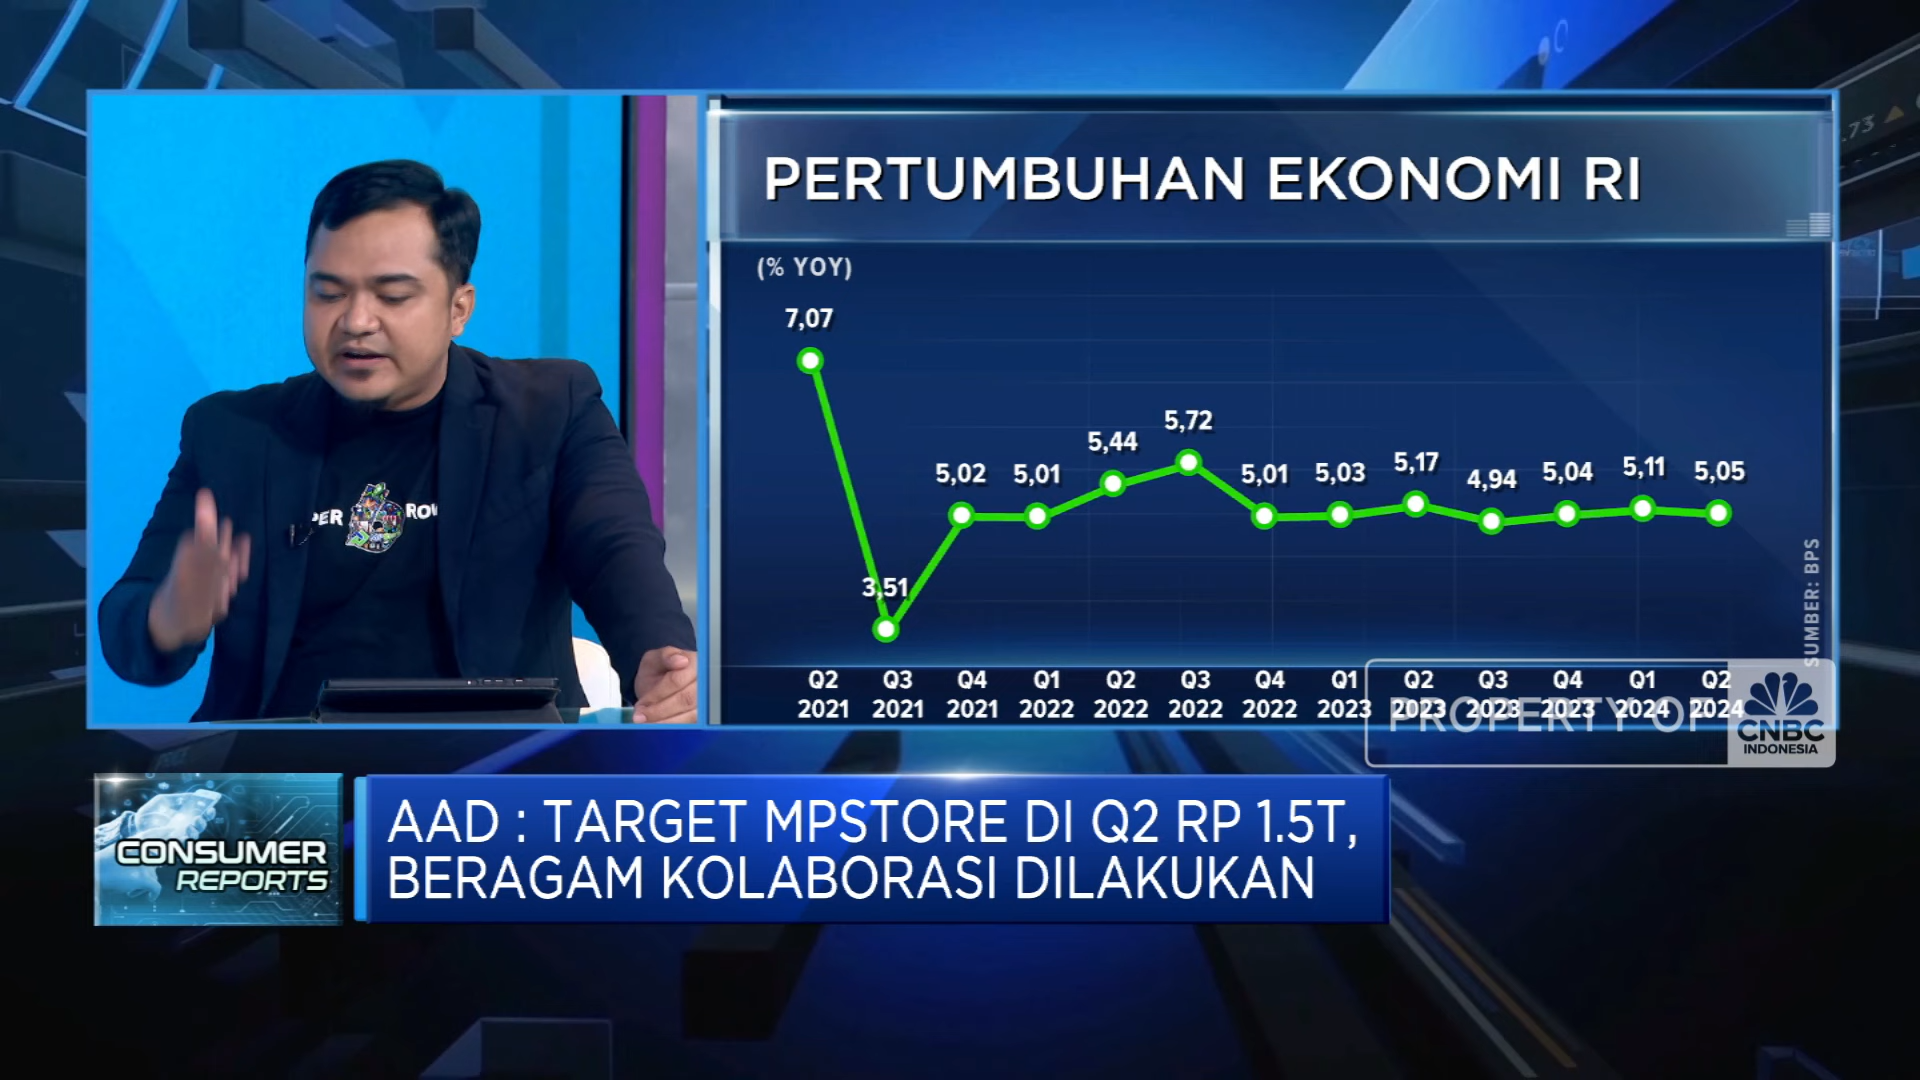 PERTUMBUHAN EKONOMI RI
(% YOY)
7,07
3,51
5,02
5,01
5,44
5,72
5,01
5,03
5,17
4,94
5,04
5,11
5,05
SUMBER: BPS
Q2 Q3 Q4 Q1 Q2 Q3 Q4 Q1 Q2 Q3 Q4 Q1 Q2
2021 2021 2021 2022 2022 2022 2022 2023 2023 2023 2023 2024 2024
PROPERTY OF
CNBC
INDONESIA
CONSUMER
REPORTS
AAD : TARGET MPSTORE DI Q2 RP 1.5T,
BERAGAM KOLABORASI DILAKUKAN